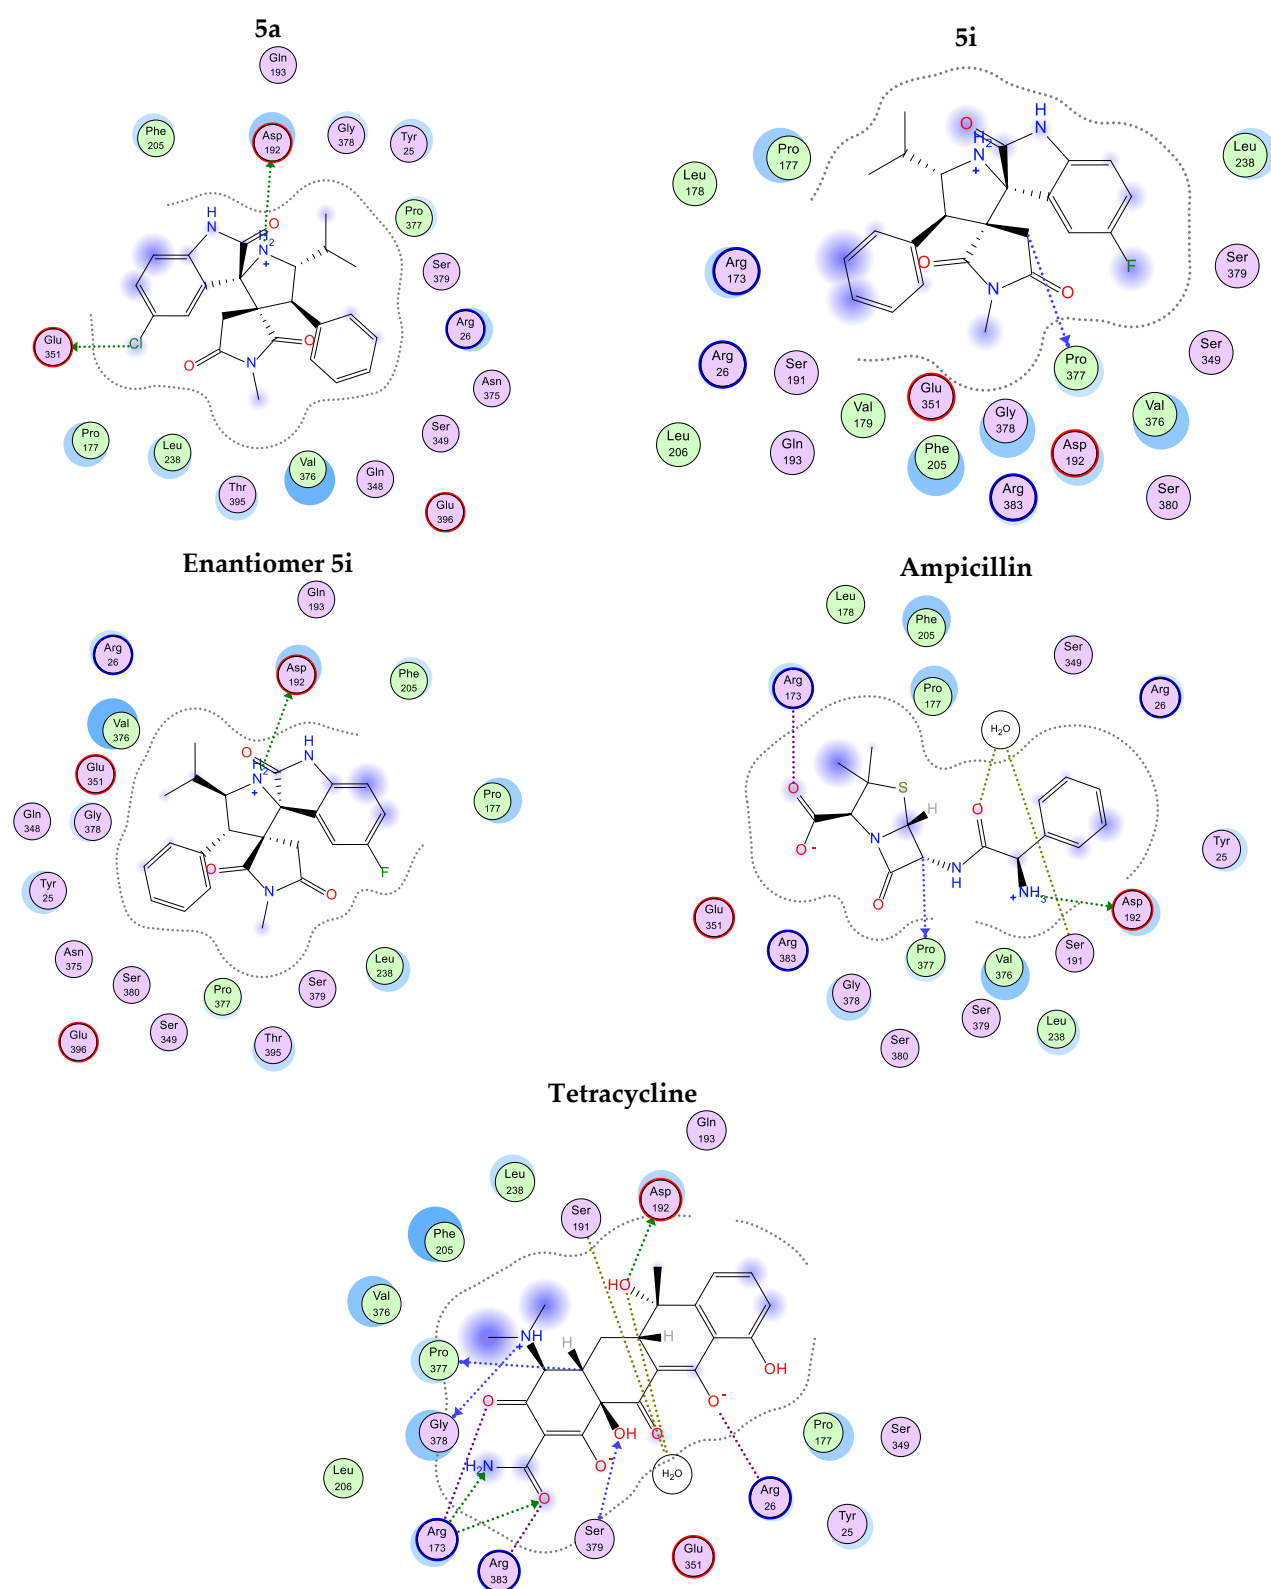 5a
Gln
193
Phe
205
Asp
192
Gly
378
Tyr
25
Pro
377
Ser
379
Arg
26
Asn
375
Ser
349
Glu
396
Gln
348
Val
376
Thr
395
Leu
238
Pro
177
Glu
351
H
N
O
H
N 2
+
Cl
O
O
N
5i
Pro
177
Leu
178
Arg
173
Arg
26
Ser
191
Leu
206
Gln
193
Val
179
Glu
351
Phe
205
Gly
378
Arg
383
Asp
192
Pro
377
Val
376
Ser
380
Ser
349
Ser
379
Leu
238
O
H
N
H
N 2
+
O
N
O
F
Enantiomer 5i
Gln
193
Arg
26
Asp
192
Phe
205
Val
376
Glu
351
Gln
348
Gly
378
Tyr
25
Asn
375
Ser
380
Glu
396
Ser
349
Pro
377
Thr
395
Ser
379
Leu
238
Pro
177
O
H
N
H
N 2
+
O
N
O
F
Ampicillin
Leu
178
Phe
205
Arg
173
Pro
177
Ser
349
Arg
26
H2O
Tyr
25
Asp
192
Ser
191
Val
376
Leu
238
Ser
379
Pro
377
Ser
380
Gly
378
Arg
383
Glu
351
O
O-
S
H
N
O
N
H
O
+NH3
Tetracycline
Gln
193
Leu
238
Asp
192
Ser
191
Phe
205
Val
376
Pro
377
Gly
378
Leu
206
Arg
173
Arg
383
Ser
379
Glu
351
Arg
26
Tyr
25
Pro
177
Ser
349
H2O
HO
NH
+
H
H
O
OH
O
O-
OH
O-
H2N
O